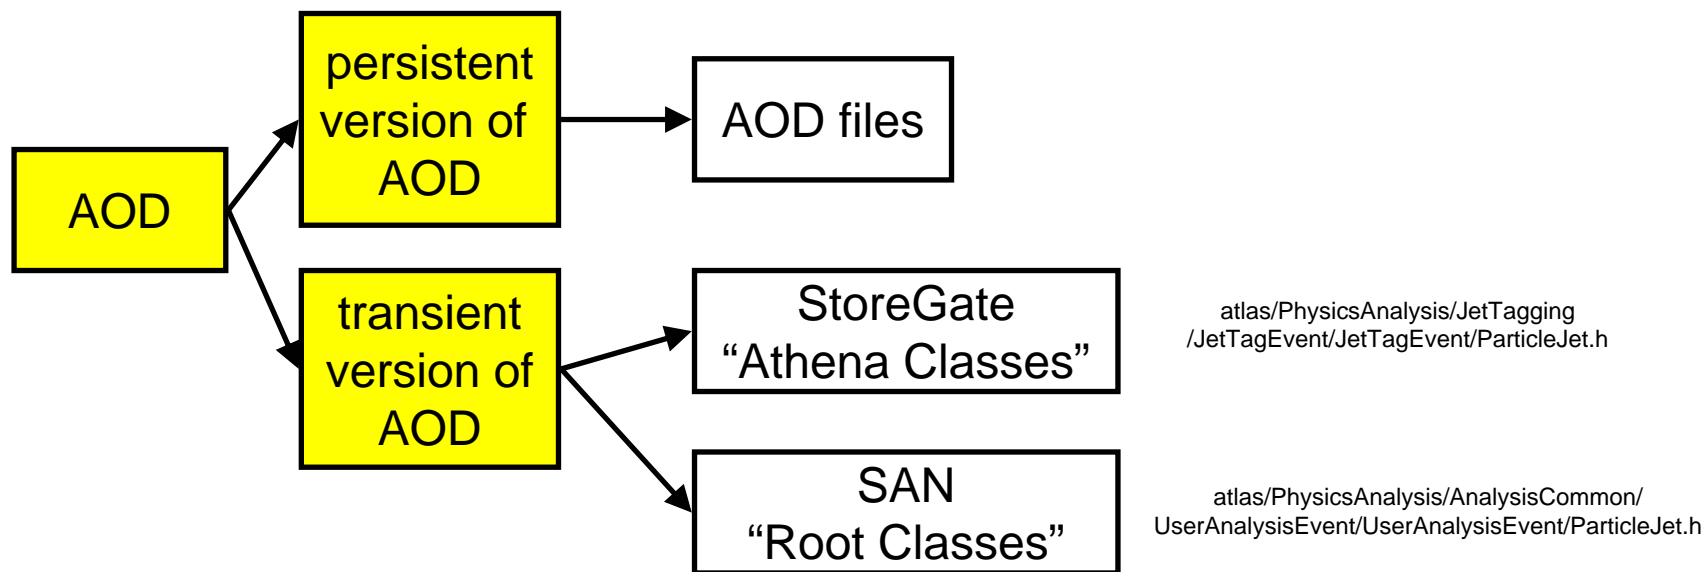 AOD
persistent
version of
AOD
AOD files
transient
version of
AOD
StoreGate
“Athena Classes”
atlas/PhysicsAnalysis/JetTagging
/JetTagEvent/JetTagEvent/ParticleJet.h
SAN
“Root Classes”
atlas/PhysicsAnalysis/AnalysisCommon/
UserAnalysisEvent/UserAnalysisEvent/ParticleJet.h